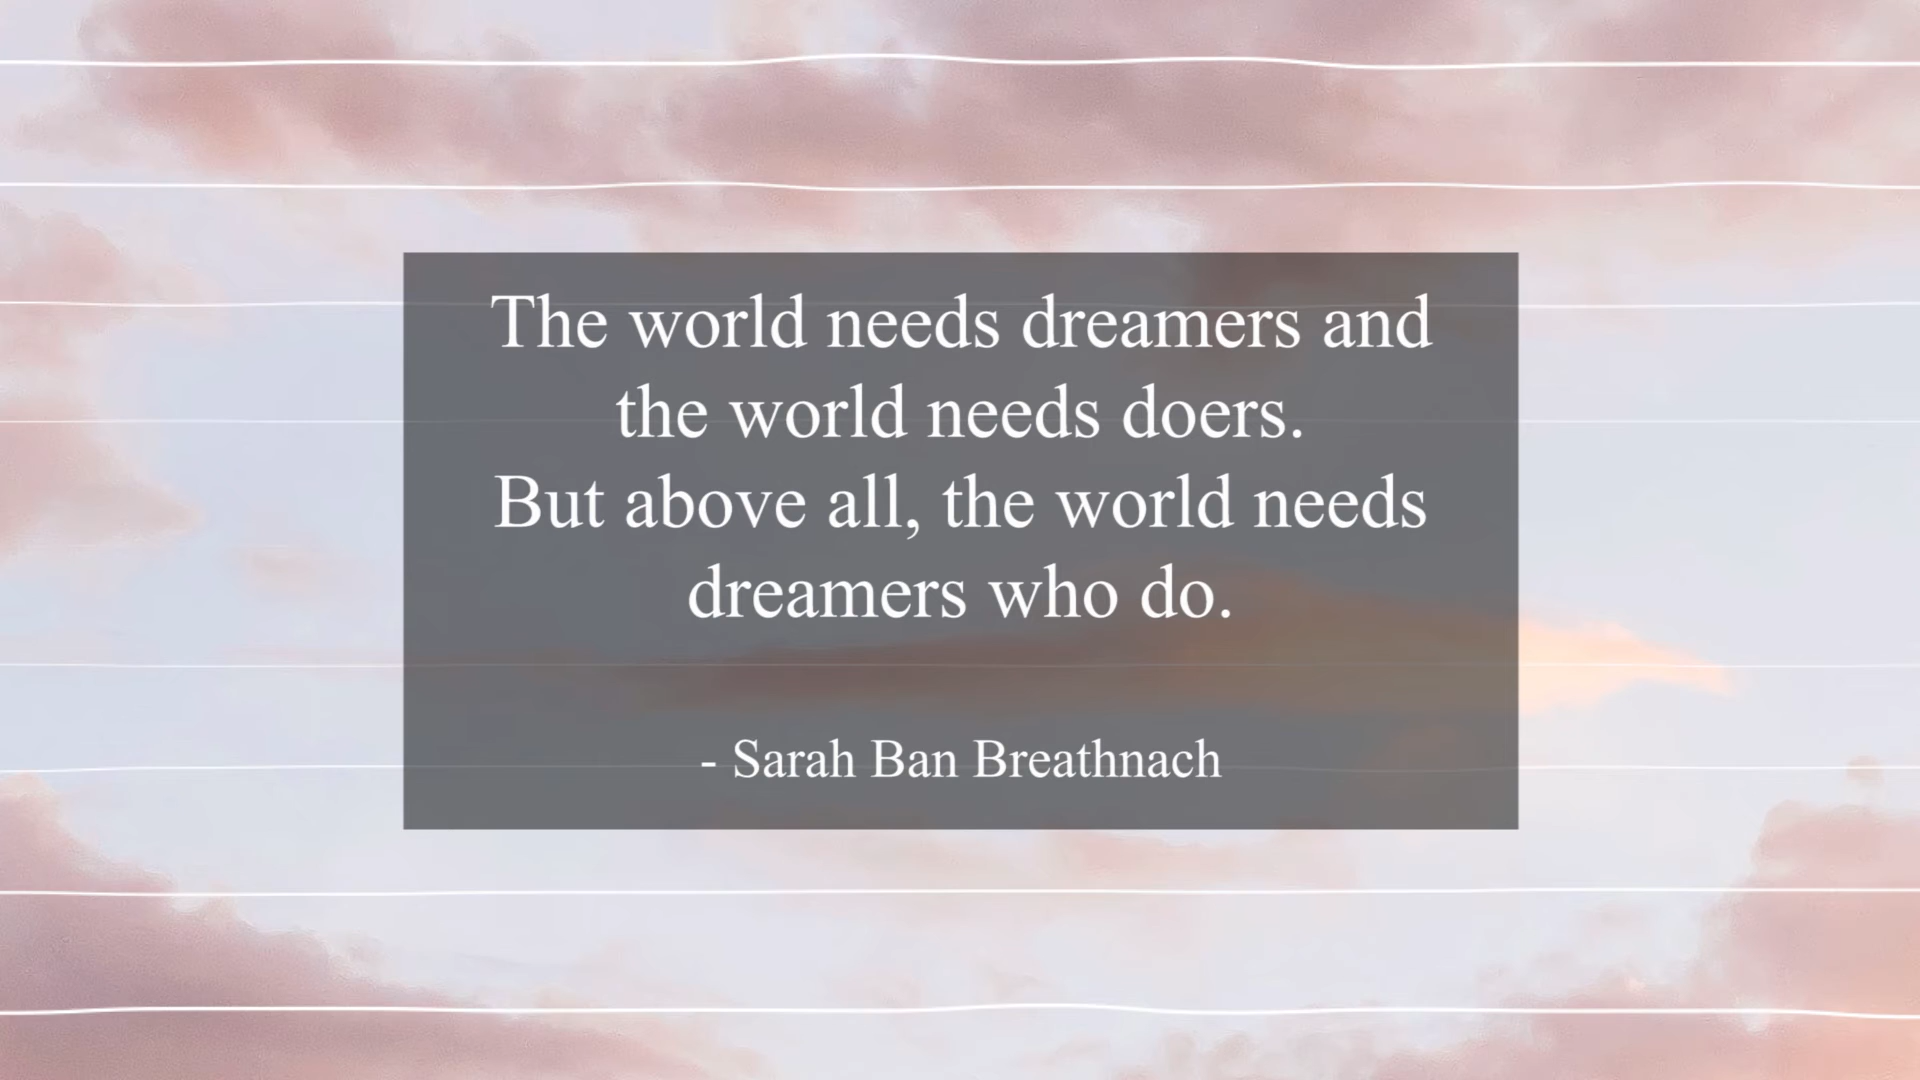 The world needs dreamers and
the world needs doers.
But above all, the world needs
dreamers who do.
- Sarah Ban Breathnach